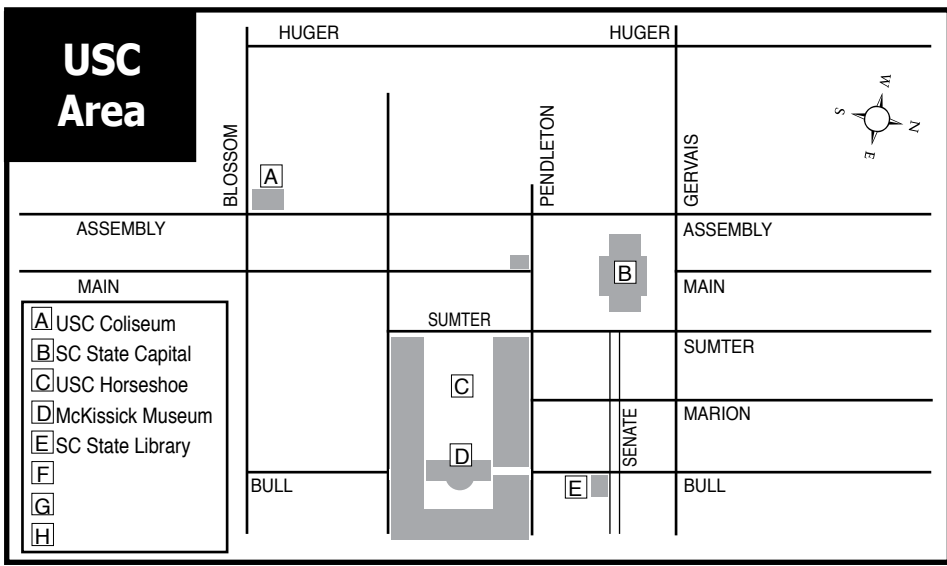 USC
Area
HUGER
HUGER
BLOSSOM
PENDLETON
GERVAIS
W
S
N
E
A
ASSEMBLY
ASSEMBLY
B
MAIN
MAIN
SUMTER
SUMTER
C
MARION
SENATE
D
BULL
E
BULL
A USC Coliseum
B SC State Capital
C USC Horseshoe
D McKissick Museum
E SC State Library
F
G
H